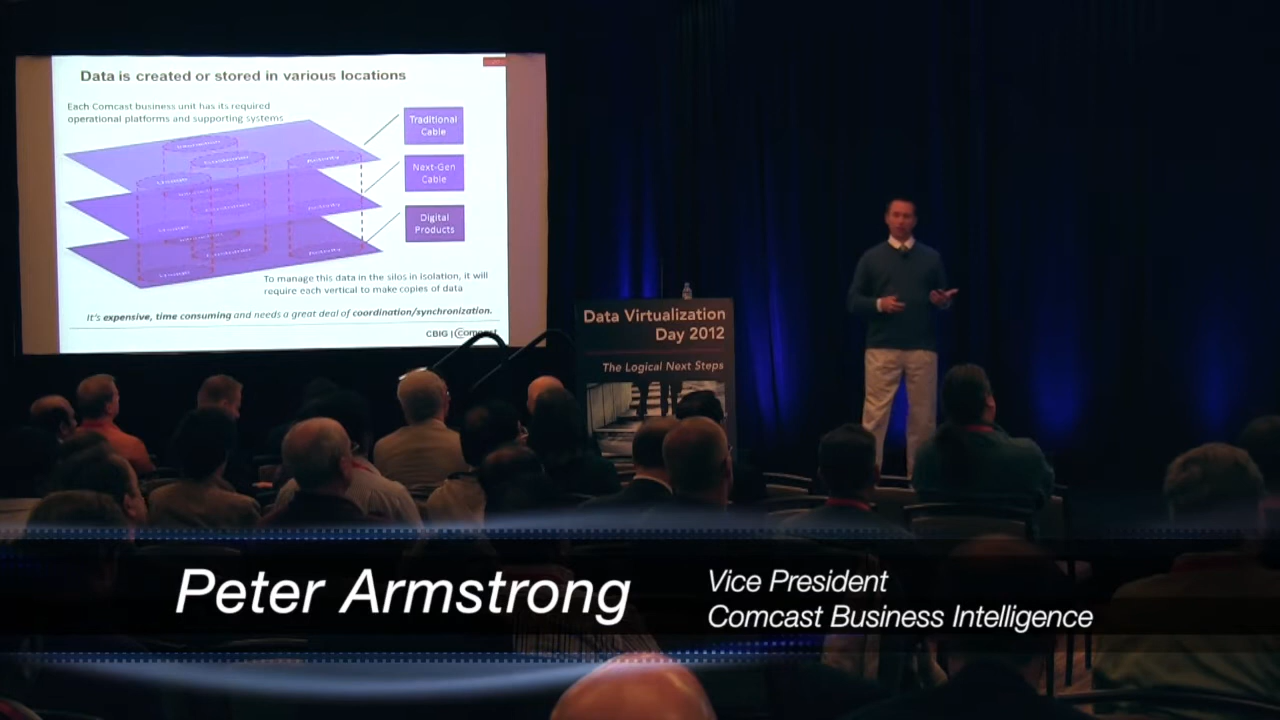 Data is created or stored in various locations
Each Comcast business unit has its required
operational platforms and supporting systems
Traditional
Cable
Next-Gen
Cable
Digital
Products
To manage this data in the silos in isolation, it will
require each vertical to make copies of data
It's expensive, time consuming and needs a great deal of coordination/synchronization.
CBIG | Comcast
Data Virtualization
Day 2012
The Logical Next Steps
Peter Armstrong
Vice President
Comcast Business Intelligence